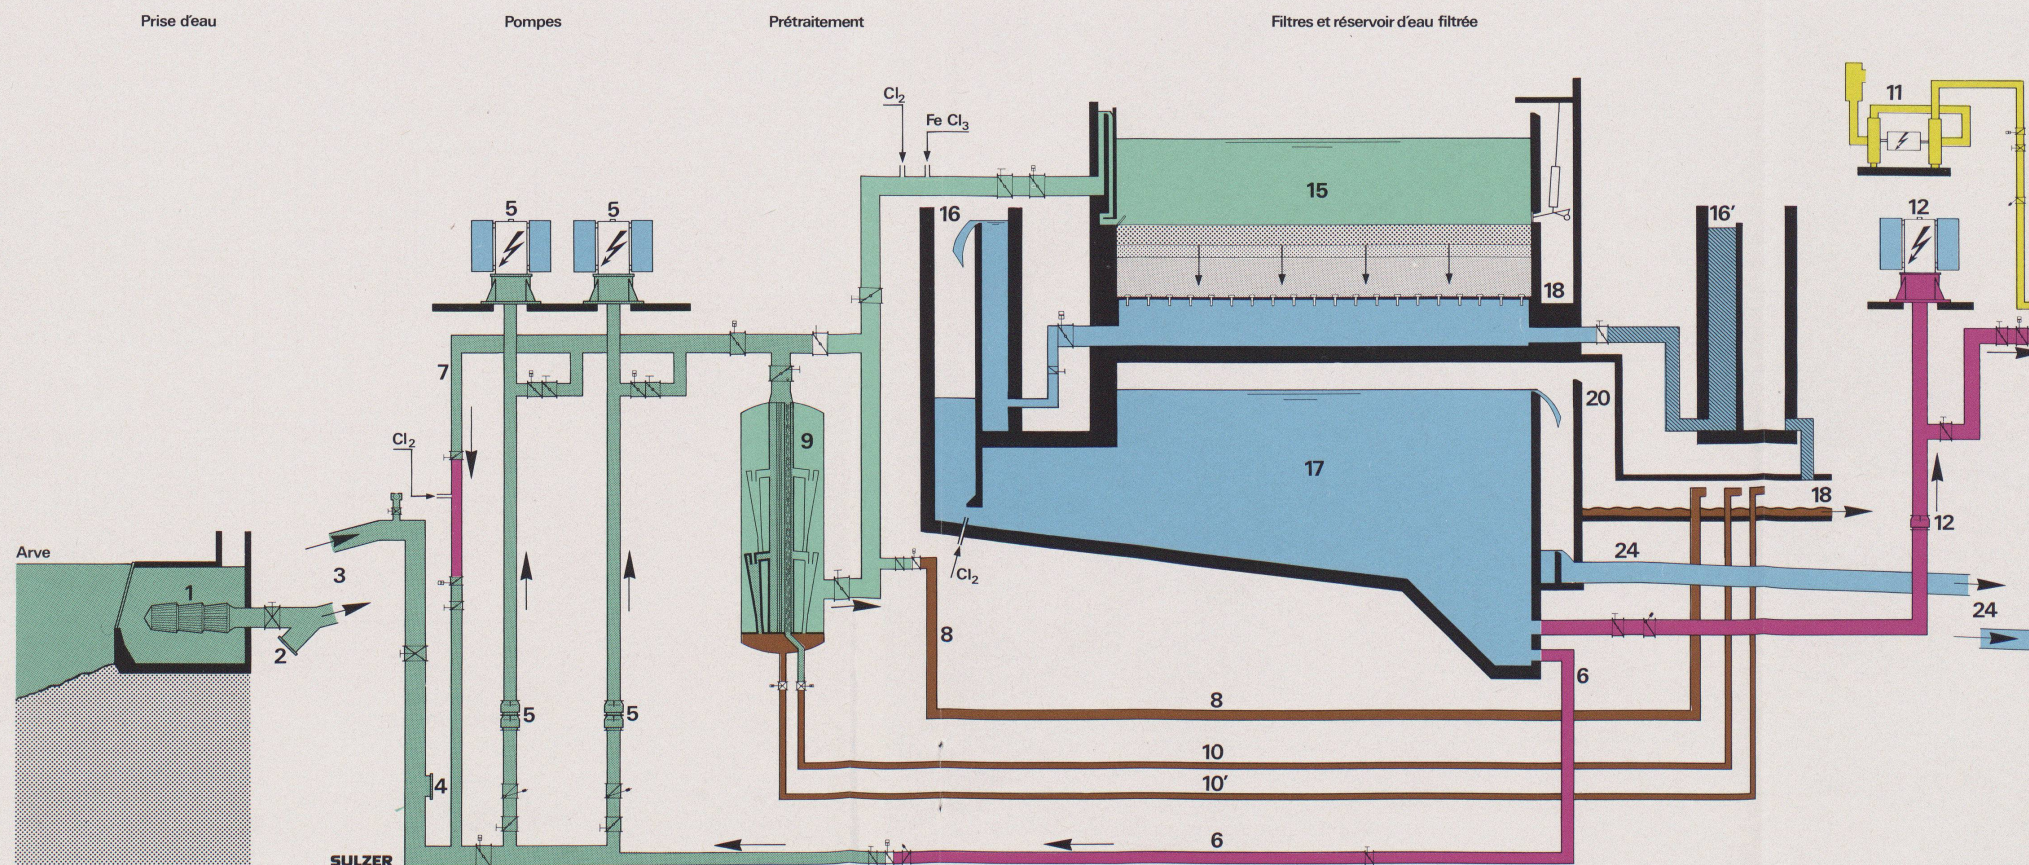 Prise d'eau
Pompes
Prétraitement
Filtres et réservoir d'eau filtrée
Cl2
Fe Cl3
11
15
5
5
16
16'
12
18
7
20
9
Cl2
17
18
12
Arve
3
24
1
Cl2
24
2
8
6
8
5
5
10
4
10'
6
SULZER